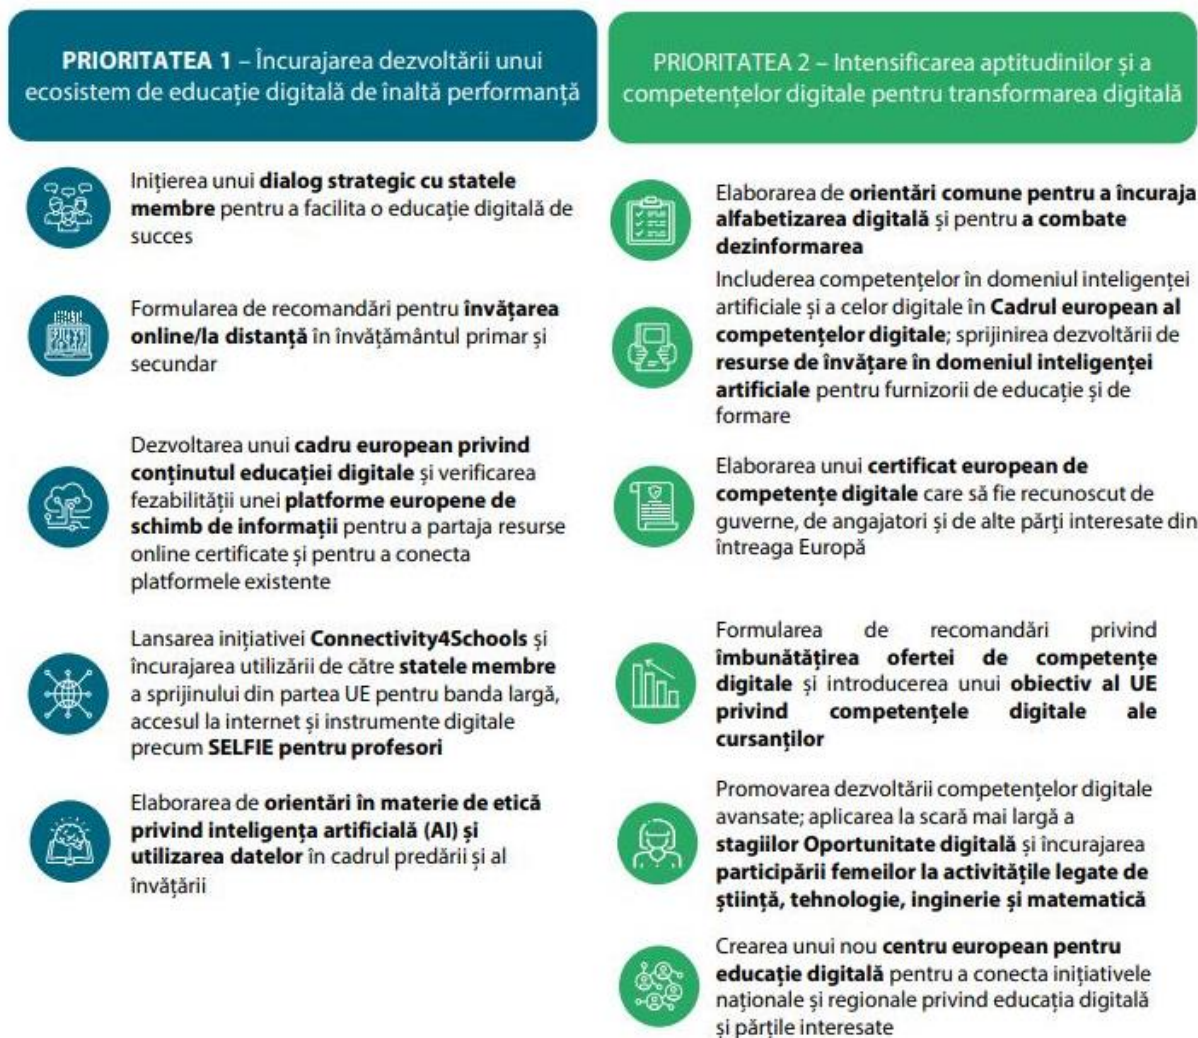 PRIORITATEA 1 – Încurajarea dezvoltării unui
ecosistem de educație digitală de înaltă performanță
Inițierea unui dialog strategic cu statele
membre pentru a facilita o educație digitală de
succes
Formularea de recomandări pentru învățarea
online/la distanță în învățământul primar și
secundar
Dezvoltarea unui cadru european privind
conținutul educației digitale și verificarea
fezabilității unei platforme europene de
schimb de informații pentru a partaja resurse
online certificate și pentru a conecta
platformele existente
Lansarea inițiativei Connectivity4Schools și
încurajarea utilizării de către statele membre
a sprijinului din partea UE pentru banda largă,
accesul la internet și instrumente digitale
precum SELFIE pentru profesori
Elaborarea de orientări în materie de etică
privind inteligența artificială (AI) și
utilizarea datelor în cadrul predării și al
învățării
PRIORITATEA 2 – Intensificarea aptitudinilor și a
competențelor digitale pentru transformarea digitală
Elaborarea de orientări comune pentru a încuraja
alfabetizarea digitală și pentru a combate
dezinformarea
Includerea competențelor în domeniul inteligenței
artificiale și a celor digitale în Cadrul european al
competențelor digitale; sprijinirea dezvoltării de
resurse de învățare în domeniul inteligenței
artificiale pentru furnizorii de educație și de
formare
Elaborarea unui certificat european de
competențe digitale care să fie recunoscut de
guverne, de angajatori și de alte părți interesate din
întreaga Europă
Formularea de recomandări privind
îmbunătățirea ofertei de competențe
digitale și introducerea unui obiectiv al UE
privind competențele digitale ale
cursanților
Promovarea dezvoltării competențelor digitale
avansate; aplicarea la scară mai largă a
stagiilor Oportunitate digitală și încurajarea
participării femeilor la activitățile legate de
știință, tehnologie, inginerie și matematică
Crearea unui nou centru european pentru
educație digitală pentru a conecta inițiativele
naționale și regionale privind educația digitală
și părțile interesate